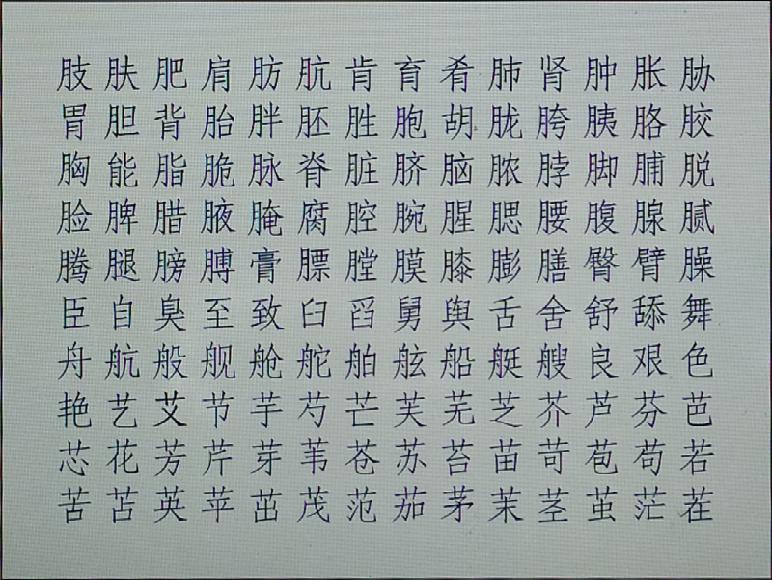 肢肤肥肩肪肮肯育肴肺肾肿胀胁
胃胆背胎胖胚胜胞胡胧胯胰胳胶
胸能脂脆脉脊脏脐脑脓脖脚脯脱
脸脾腊腋腌腐腔腕腥腮腰腹腺腻
腾腿膀膊膏膘膛膜膝膨膳臀臂臊
臣自臭至致臼舀舅舆舌舍舒舔舞
舟航般舰舱舵舶舷船艇艘良艰色
艳艺艾节芋芍芒芙芜芝芥芦芬芭
芯花芳芹芽苇苍苏苔苗苛苞苟若
苦苫英苹茁茂范茄茅茉茎茧茫茬